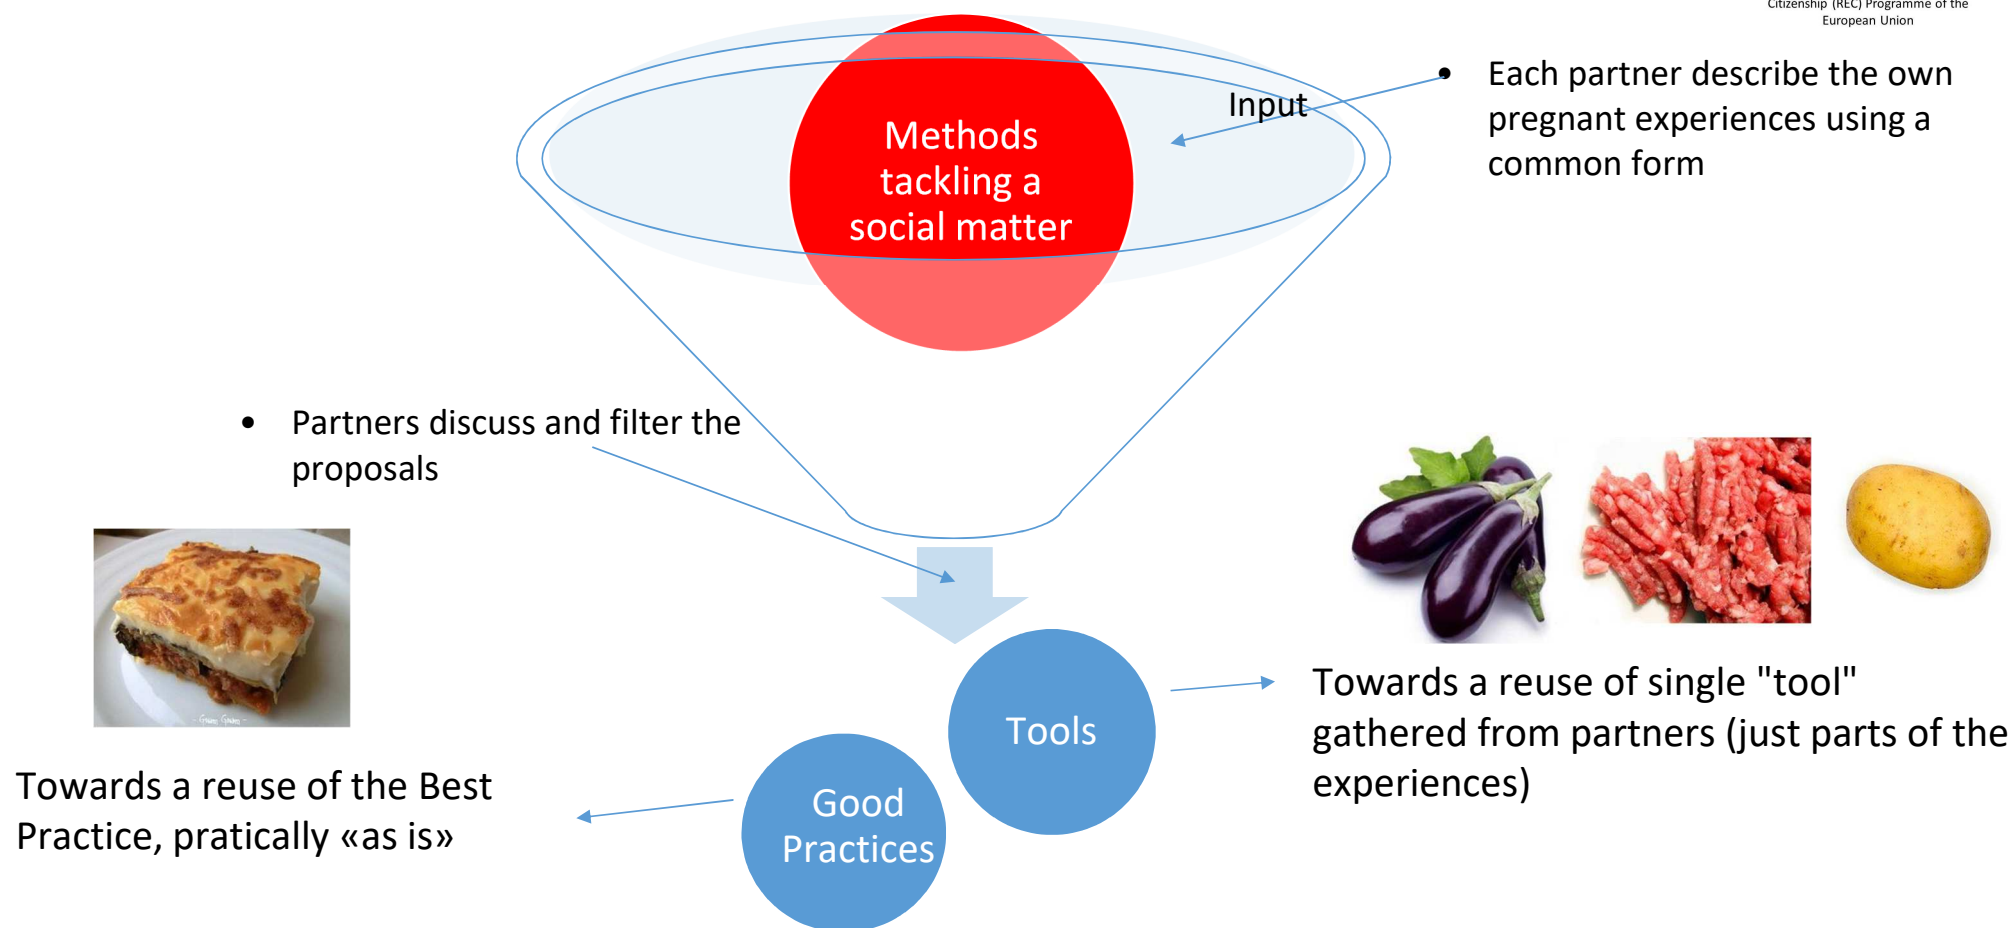 Citizenship (REC) Programme of the
European Union
Methods
tackling a
social matter
Input
• Each partner describe the own
pregnant experiences using a
common form
• Partners discuss and filter the
proposals
Tools
Good
Practices
Towards a reuse of single "tool"
gathered from partners (just parts of the
experiences)
Towards a reuse of the Best
Practice, pratically «as is»